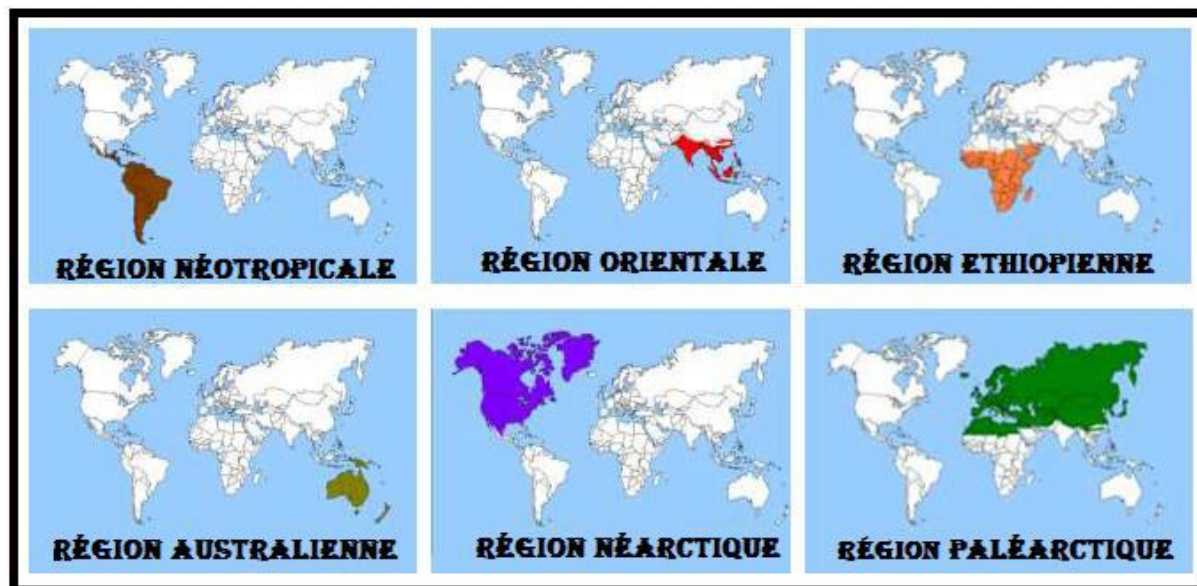 RÉGION NÉOTROPICALE
RÉGION ORIENTALE
RÉGION ETHIOPIENNE
RÉGION AUSTRALIENNE
RÉGION NÉARCTIQUE
RÉGION PALÉARCTIQUE